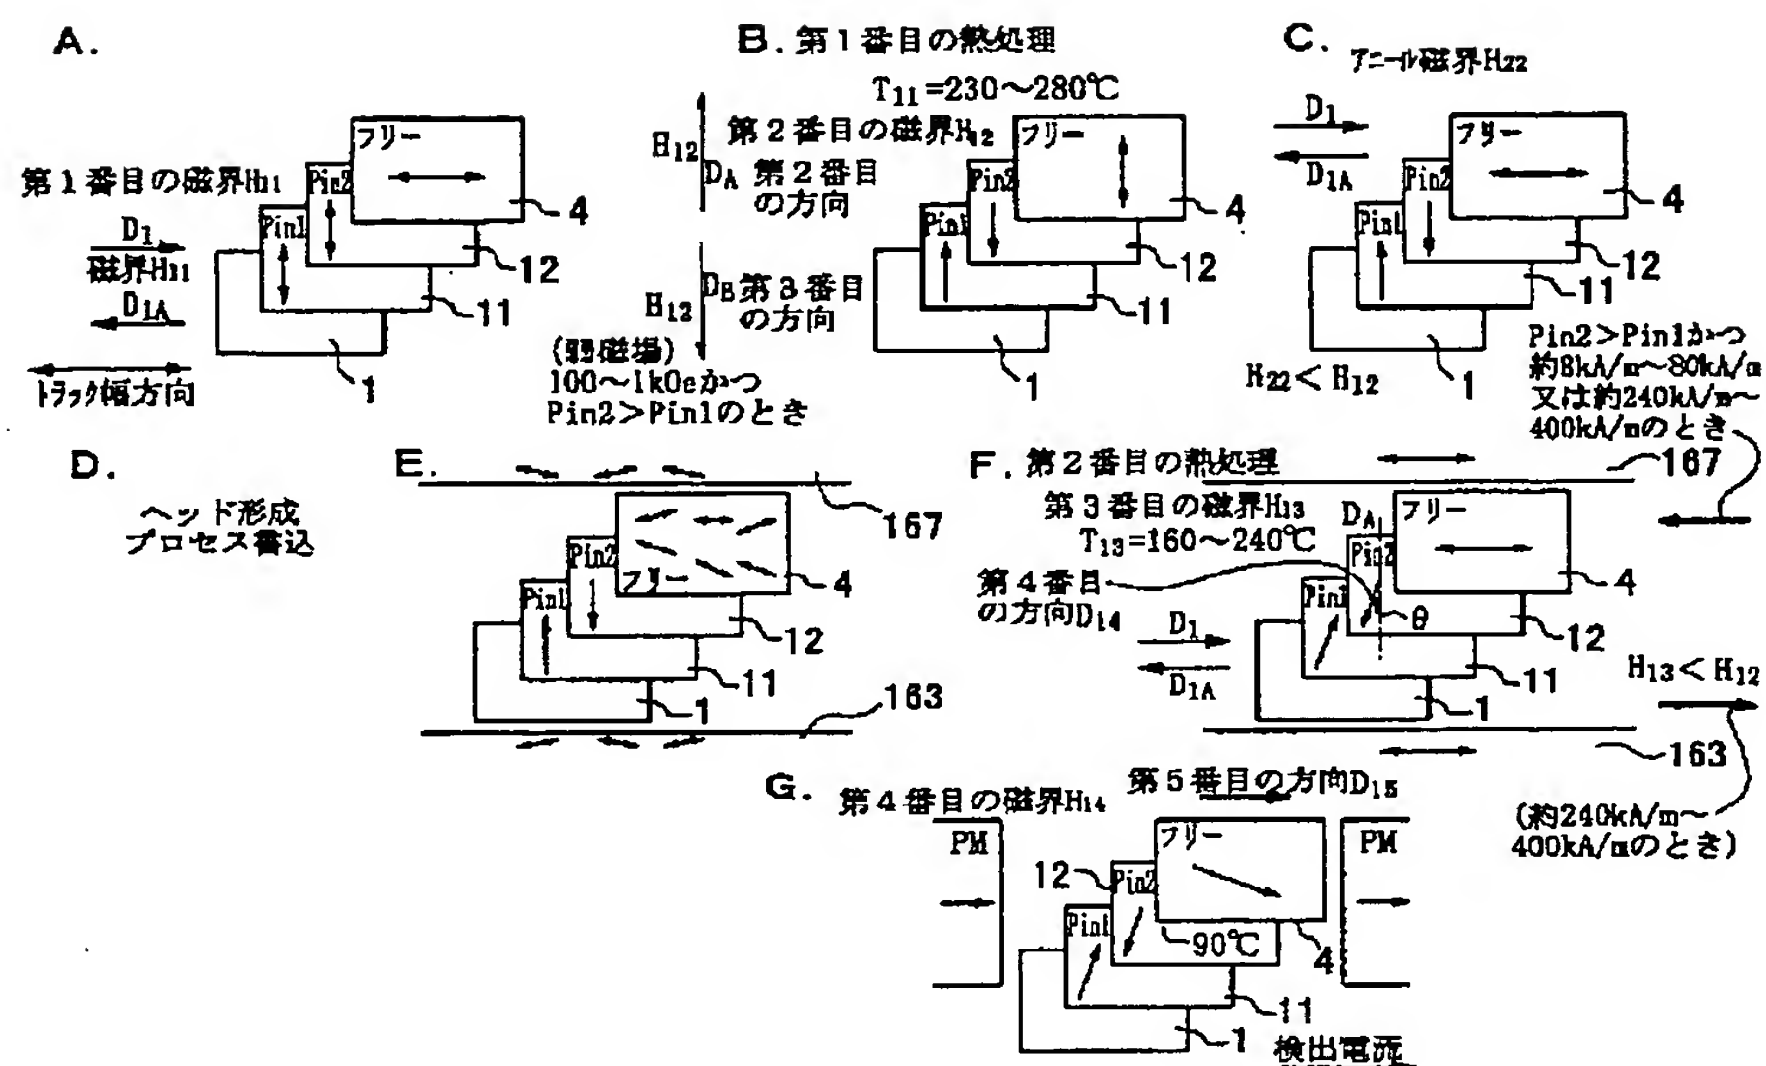 A.
第1番目の磁界H11
D1
磁界H11
D1A
トラック幅方向
フリー
Pin2
Pin1
4
12
11
1
B.第1番目の熱処理
T11=230～280℃
第2番目の磁界H12
H12
DA 第2番目
の方向
H12
DB第3番目
の方向
(弱磁場)
100～1kOeかつ
Pin2>Pin1のとき
フリー
Pin2
Pin1
4
12
11
1
C.
アニール磁界H22
D1
D1A
フリー
Pin2
Pin1
4
12
11
1
H22<H12
Pin2>Pin1かつ
約8kA/m～80kA/m
又は約240kA/m～
400kA/mのとき
D.
ヘッド形成
プロセス書込
E.
167
Pin2
フリー
Pin1
4
12
11
1
163
F.第2番目の熱処理
第3番目の磁界H13
T13=160～240℃
第4番目
の方向D14
D1
D1A
DA
フリー
Pin2
Pin1
θ
167
4
12
11
1
H13<H12
163
(約240kA/m～
400kA/mのとき)
G.
第4番目の磁界H14
第5番目の方向D15
PM
フリー
PM
12
Pin2
Pin1
90℃
4
11
1
検出電流